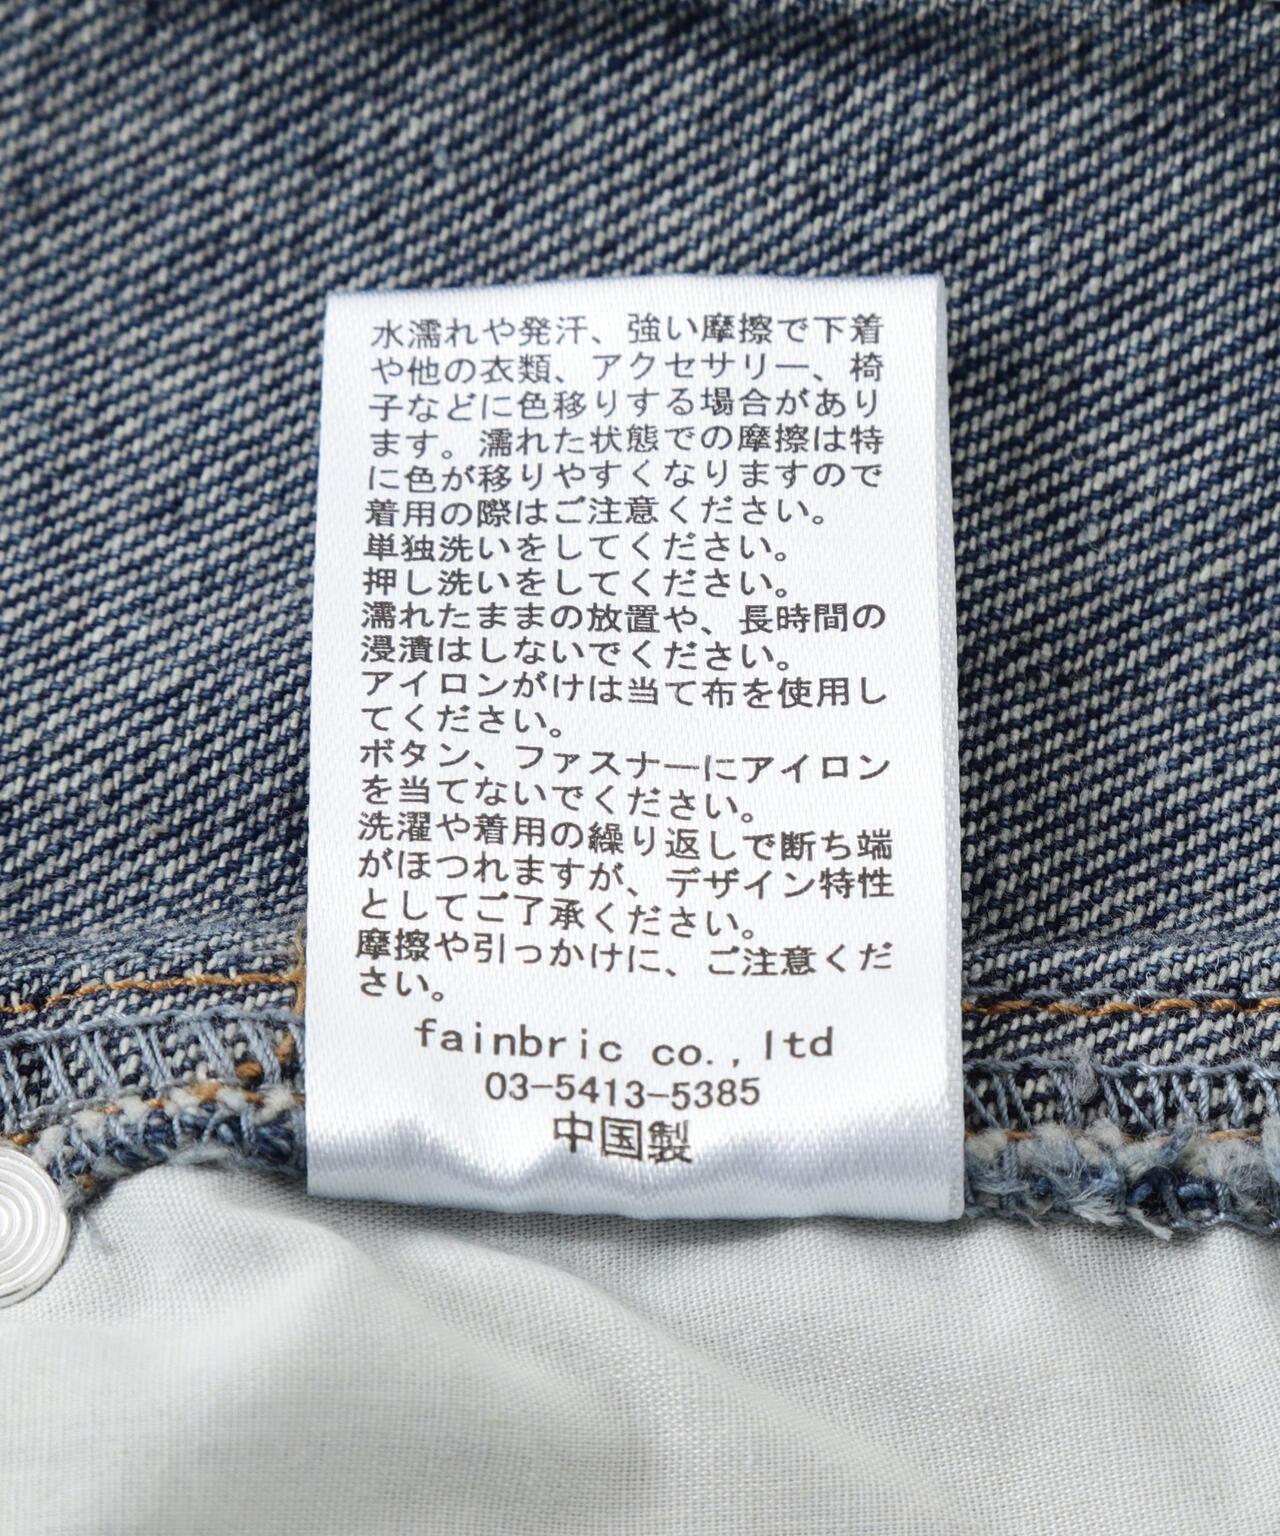 水濡れや発汗、強い摩擦で下着
や他の衣類、アクセサリー、椅
子などに色移りする場合があり
ます。濡れた状態での摩擦は特
に色が移りやすくなりますので
着用の際はご注意ください。
単独洗いをしてください。
押し洗いをしてください。
濡れたままの放置や、長時間の
浸漬はしないでください。
アイロンがけは当て布を使用し
てください。
ボタン、ファスナーにアイロン
を当てないでください。
洗濯や着用の繰り返しで断ち端
がほつれますが、デザイン特性
としてご了承ください。
摩擦や引っかけに、ご注意くだ
さい。
fainbric co.,ltd
03-5413-5385
中国製